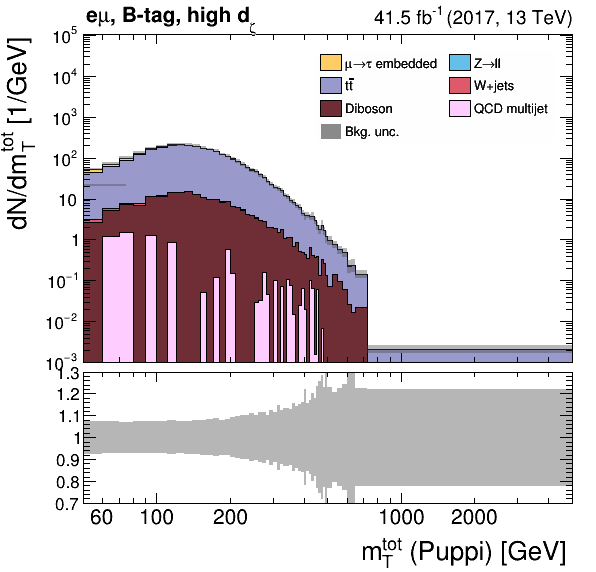 eμ, B-tag, high dζ
41.5 fb⁻¹ (2017, 13 TeV)
dN/dm_T^tot [1/GeV]
10⁵
10⁴
10³
10²
10
1
10⁻¹
10⁻²
10⁻³
μ→τ embedded
Z→ll
tt̄
W+jets
Diboson
QCD multijet
Bkg. unc.
1.3
1.2
1.1
1
0.9
0.8
0.7
60 100 200 1000 2000
m_T^tot (Puppi) [GeV]